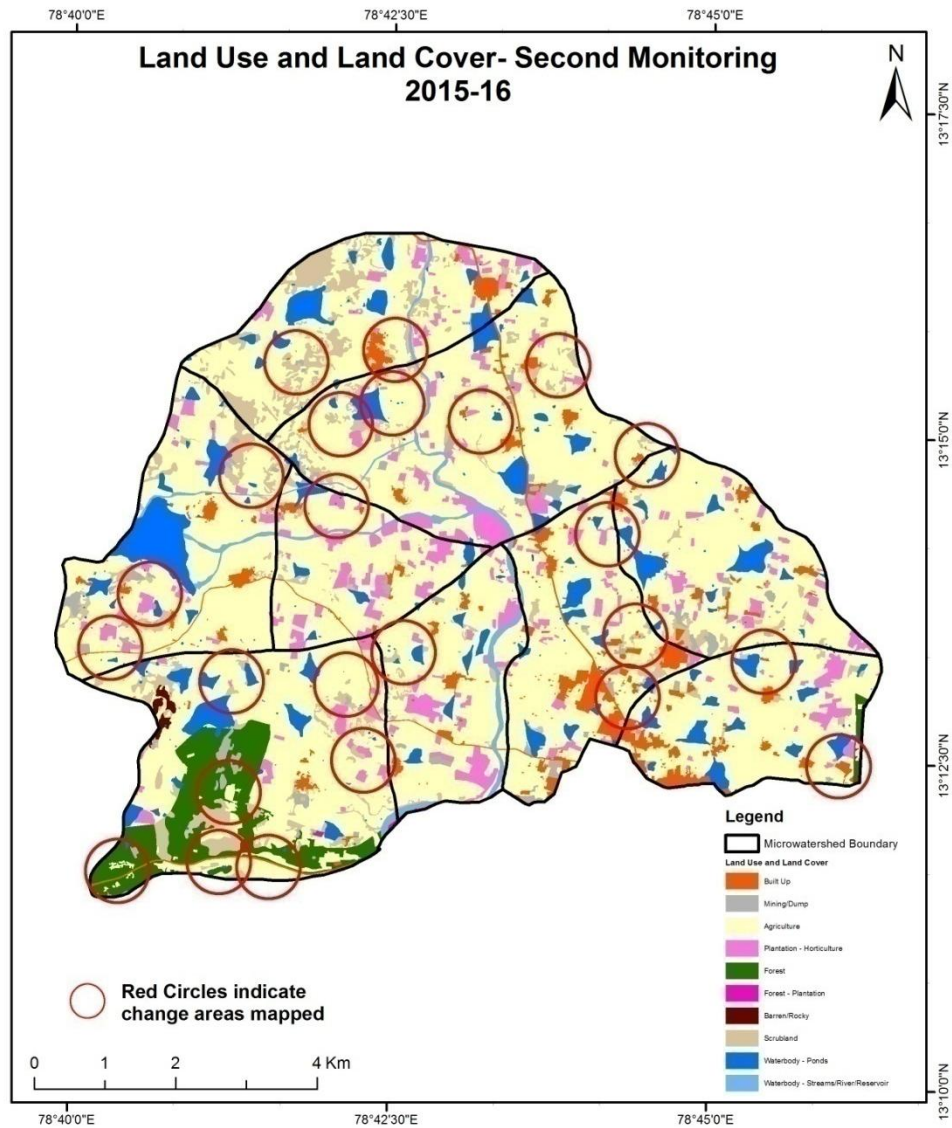 78°40'0"E 78°42'30"E 78°45'0"E
Land Use and Land Cover- Second Monitoring
2015-16
N
13°17'30"N
13°15'0"N
13°12'30"N
Legend
Microwatershed Boundary
Land Use and Land Cover
Built Up
Mining/Dump
Agriculture
Plantation - Horticulture
Forest
Forest - Plantation
Barren/Rocky
Scrubland
Waterbody - Ponds
Waterbody - Streams/River/Reservoir
Red Circles indicate
change areas mapped
0 1 2 4 Km
13°10'0"N
78°40'0"E 78°42'30"E 78°45'0"E